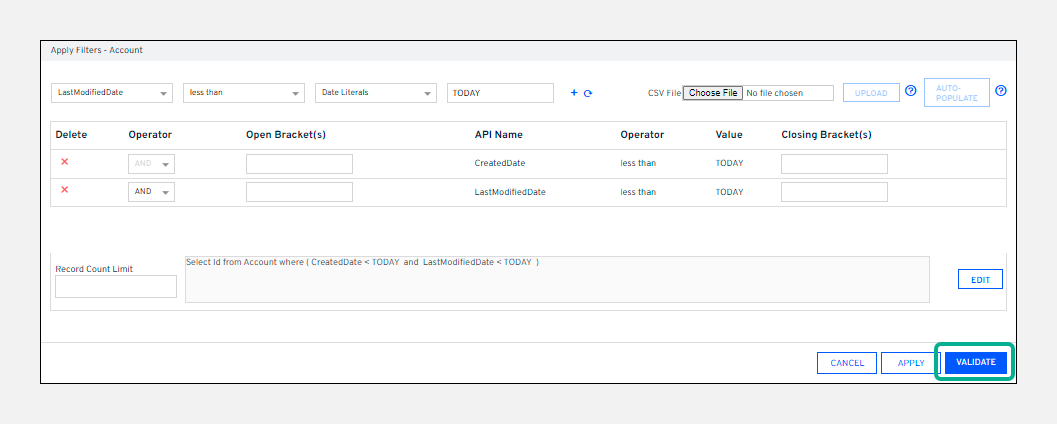 Apply Filters - Account
LastModifiedDate less than Date Literals TODAY + CSV File Choose File No file chosen UPLOAD ? AUTO-POPULATE ?
Delete Operator Open Bracket(s) API Name Operator Value Closing Bracket(s)
× AND CreatedDate less than TODAY
× AND LastModifiedDate less than TODAY
Select Id from Account where ( CreatedDate < TODAY and LastModifiedDate < TODAY )
Record Count Limit
EDIT
CANCEL APPLY VALIDATE